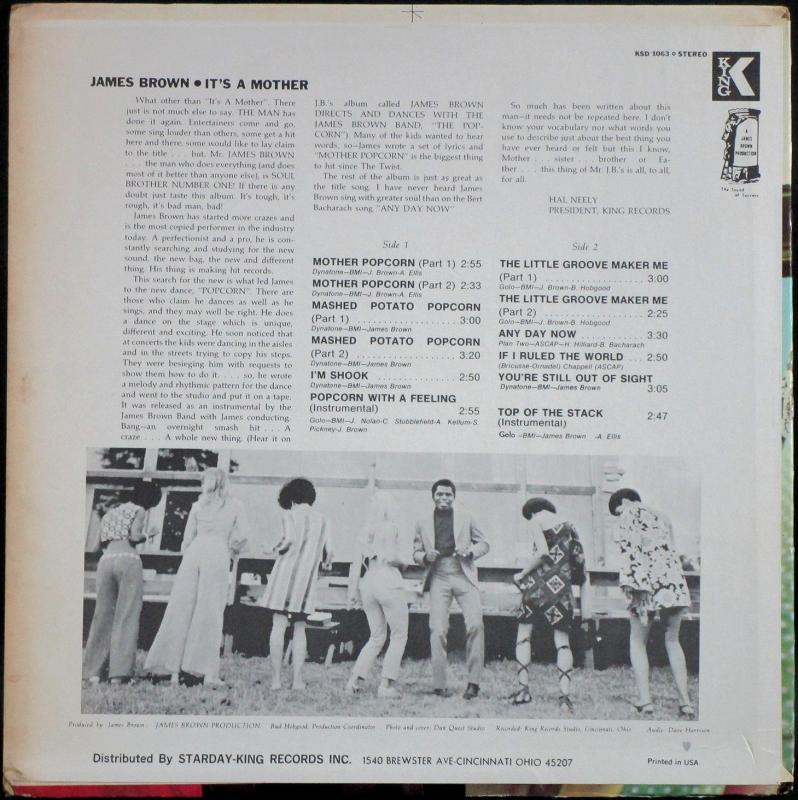 KSD 1063 • STEREO
KING
K
A
JAMES
BROWN
PRODUCTION
The Sound
of
Success
JAMES BROWN • IT'S A MOTHER
What other than "It's A Mother". There
just is not much else to say. THE MAN has
done it again. Entertainers come and go,
some sing louder than others, some get a hit
here and there, some would like to lay claim
to the title . . . but, Mr. JAMES BROWN
. . . the man who does everything (and does
most of it better than anyone else), is SOUL
BROTHER NUMBER ONE! If there is any
doubt just taste this album. It's tough, it's
rough, it's bad man, bad!
James Brown has started more crazes and
is the most copied performer in the industry
today. A perfectionist and a pro, he is con-
stantly searching and studying for the new
sound, the new bag, the new and different
thing. His thing is making hit records.
This search for the new is what led James
to the new dance, "POPCORN". There are
those who claim he dances as well as he
sings, and they may well be right. He does
a dance on the stage which is unique,
different and exciting. He soon noticed that
at concerts the kids were dancing in the aisles
and in the streets trying to copy his steps.
They were besieging him with requests to
show them how to do it. . . . so, he wrote
a melody and rhythmic pattern for the dance
and went to the studio and put it on a tape.
It was released as an instrumental by the
James Brown Band with James conducting.
Bang—an overnight smash hit . . . A
craze . . . A whole new thing. (Hear it on
J.B.'s album called JAMES BROWN
DIRECTS AND DANCES WITH THE
JAMES BROWN BAND, "THE POP-
CORN"). Many of the kids wanted to hear
words, so—James wrote a set of lyrics and
"MOTHER POPCORN" is the biggest thing
to hit since The Twist.
The rest of the album is just as great as
the title song. I have never heard James
Brown sing with greater soul than on the Bert
Bacharach song "ANY DAY NOW"
So much has been written about this
man—it needs not be repeated here. I don't
know your vocabulary nor what words you
use to describe just about the best thing you
have ever heard or felt but this I know,
Mother . . . sister . . . brother or Fa-
ther . . . this thing of Mr. J.B.'s is all, to all,
for all.
HAL NEELY
PRESIDENT, KING RECORDS
Side 1
MOTHER POPCORN (Part 1) 2:55
Dynatone—BMI—J. Brown-A. Ellis
MOTHER POPCORN (Part 2) 2:33
Dynatone—BMI—J. Brown-A. Ellis
MASHED POTATO POPCORN
(Part 1) . . . . . . . . . . . . . . . . 3:00
Dynatone—BMI—James Brown
MASHED POTATO POPCORN
(Part 2) . . . . . . . . . . . . . . . . 3:20
Dynatone—BMI—James Brown
I'M SHOOK . . . . . . . . . . . . . . . . 2:50
Dynatone—BMI—James Brown
POPCORN WITH A FEELING
(Instrumental) 2:55
Golo—BMI—J. Nolan-C. Stubblefield-A. Kellum-S.
Pickney-J. Brown
Side 2
THE LITTLE GROOVE MAKER ME
(Part 1) . . . . . . . . . . . . . . . . 3:00
Golo—BMI—J. Brown-B. Hobgood
THE LITTLE GROOVE MAKER ME
(Part 2) . . . . . . . . . . . . . . . . 2:25
Golo—BMI—J. Brown-B. Hobgood
ANY DAY NOW . . . . . . . . . . 3:30
Plan Two—ASCAP—H. Hilliard-B. Bacharach
IF I RULED THE WORLD . . . 2:50
(Bricusse-Ornadel) Chappell (ASCAP)
YOU'RE STILL OUT OF SIGHT
Dynatone—BMI—James Brown 3:05
TOP OF THE STACK 2:47
(Instrumental)
Golo —BMI—James Brown -A. Ellis
Produced by James Brown. JAMES BROWN PRODUCTION Bud Hobgood: Production Coordinator Photo and cover: Dan Quest Studio Recorded: King Records Studio, Cincinnati, Ohio Audio: Dave Harrison
Distributed By STARDAY-KING RECORDS INC. 1540 BREWSTER AVE-CINCINNATI OHIO 45207
Printed in USA